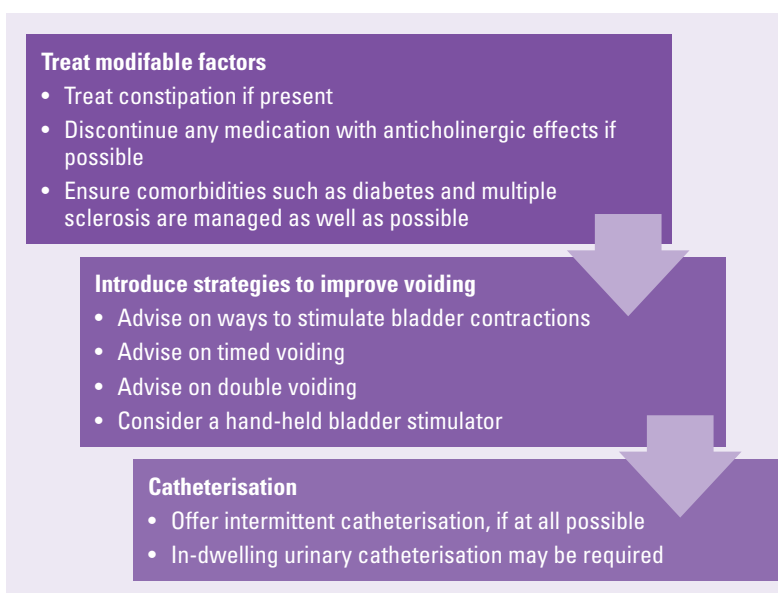 Treat modifable factors
• Treat constipation if present
• Discontinue any medication with anticholinergic effects if
possible
• Ensure comorbidities such as diabetes and multiple
sclerosis are managed as well as possible
Introduce strategies to improve voiding
• Advise on ways to stimulate bladder contractions
• Advise on timed voiding
• Advise on double voiding
• Consider a hand-held bladder stimulator
Catheterisation
• Offer intermittent catheterisation, if at all possible
• In-dwelling urinary catheterisation may be required